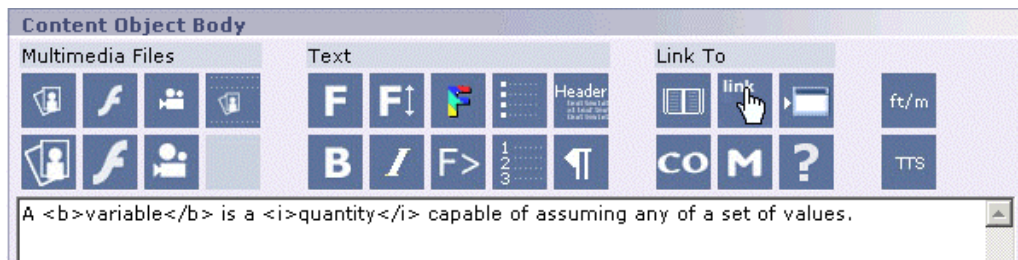 Content Object Body
Multimedia Files Text Link To
F F F Header link ft/m
B I F> 1 2 3 ¶ CO M ? TTS
A <b>variable</b> is a <i>quantity</i> capable of assuming any of a set of values.